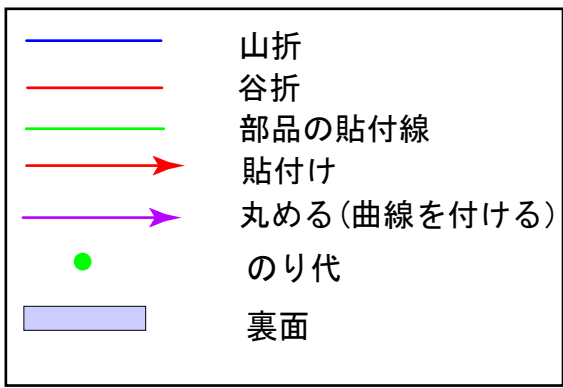 山折
谷折
部品の貼付線
貼付け
丸める(曲線を付ける)
のり代
裏面